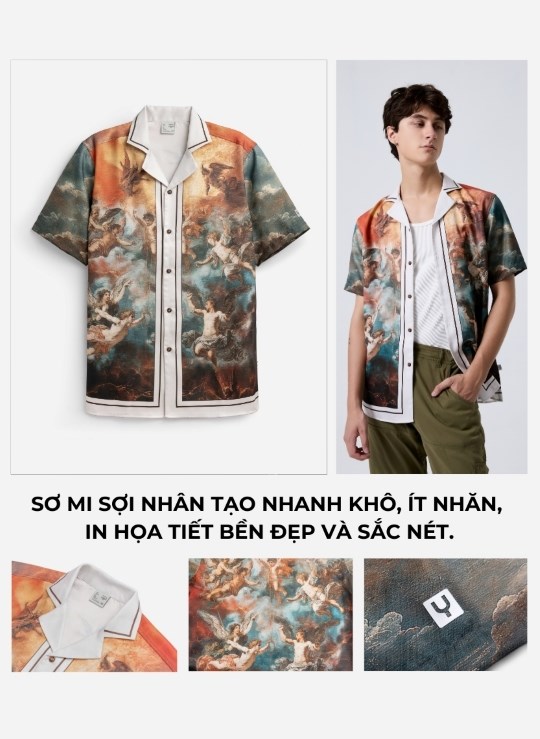 SƠ MI SỢI NHÂN TẠO NHANH KHÔ, ÍT NHĂN,
IN HỌA TIẾT BỀN ĐẸP VÀ SẮC NÉT.
Y